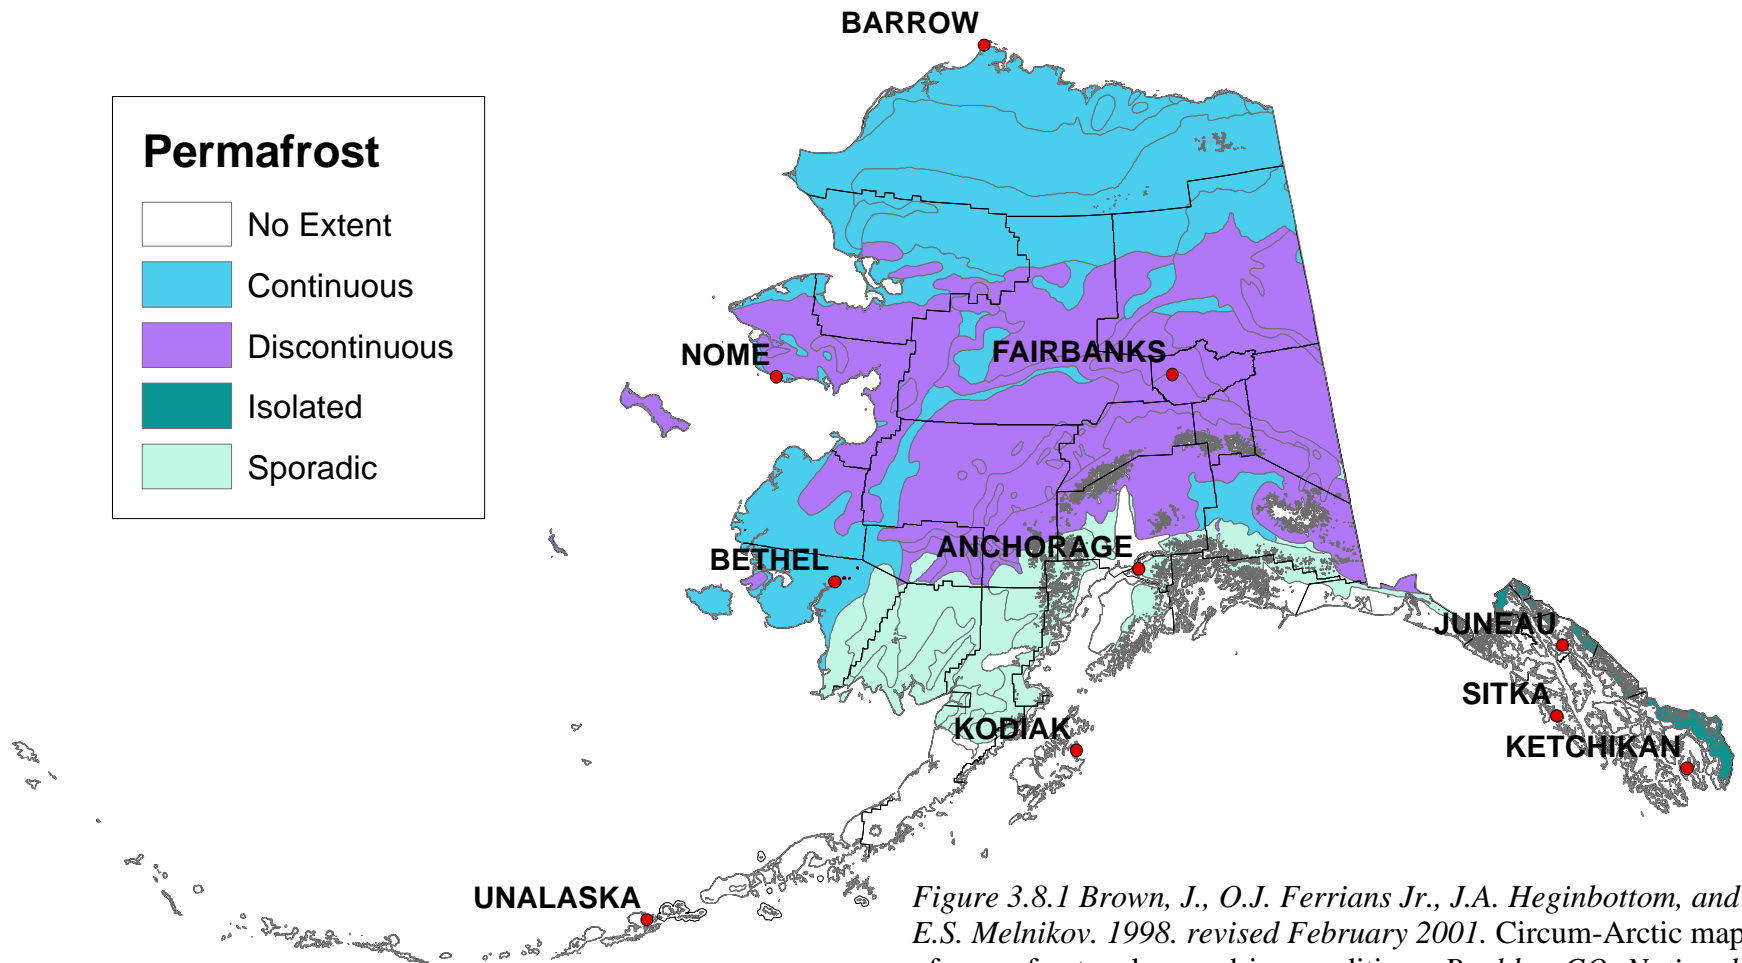 BARROW
Permafrost
No Extent
Continuous
Discontinuous
Isolated
Sporadic
NOME
FAIRBANKS
ANCHORAGE
BETHEL
JUNEAU
SITKA
KODIAK
KETCHIKAN
UNALASKA
Figure 3.8.1 Brown, J., O.J. Ferrians Jr., J.A. Heginbottom, and
E.S. Melnikov. 1998. revised February 2001. Circum-Arctic map